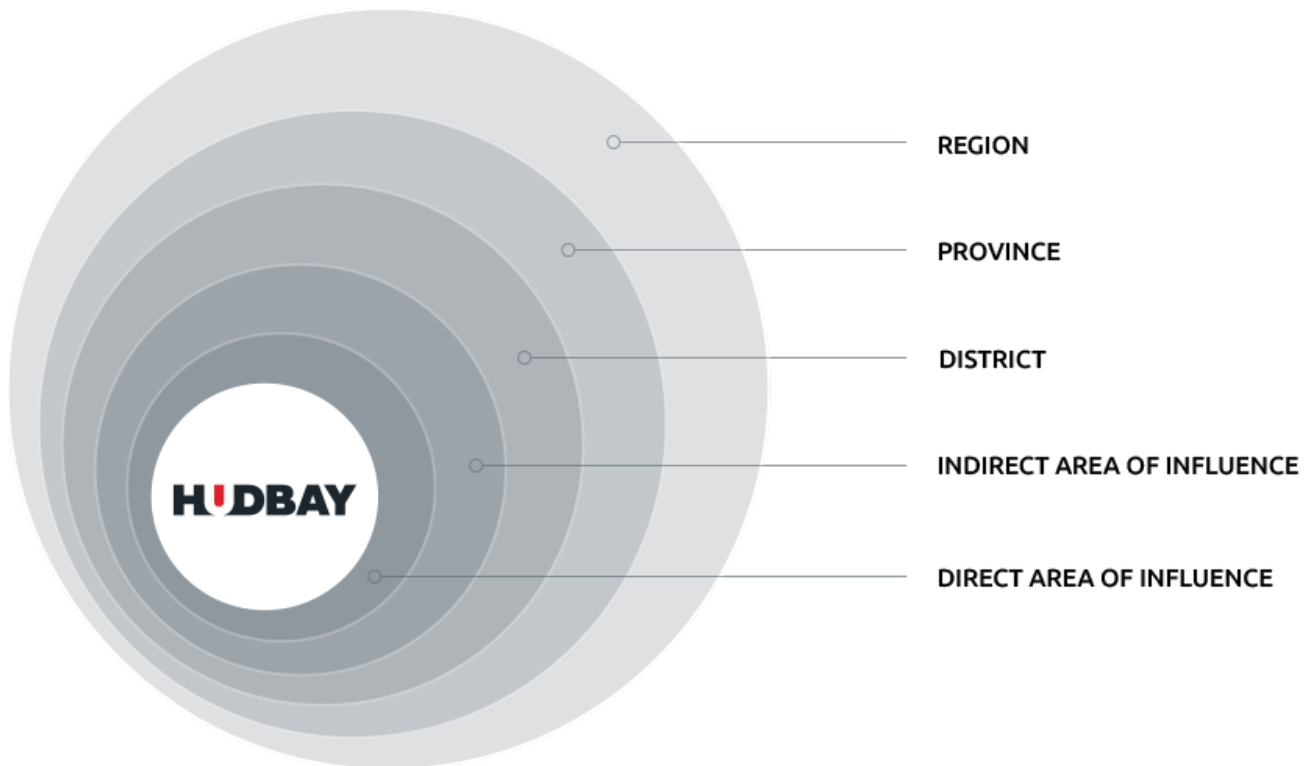 REGION
PROVINCE
DISTRICT
INDIRECT AREA OF INFLUENCE
HUDBAY
DIRECT AREA OF INFLUENCE